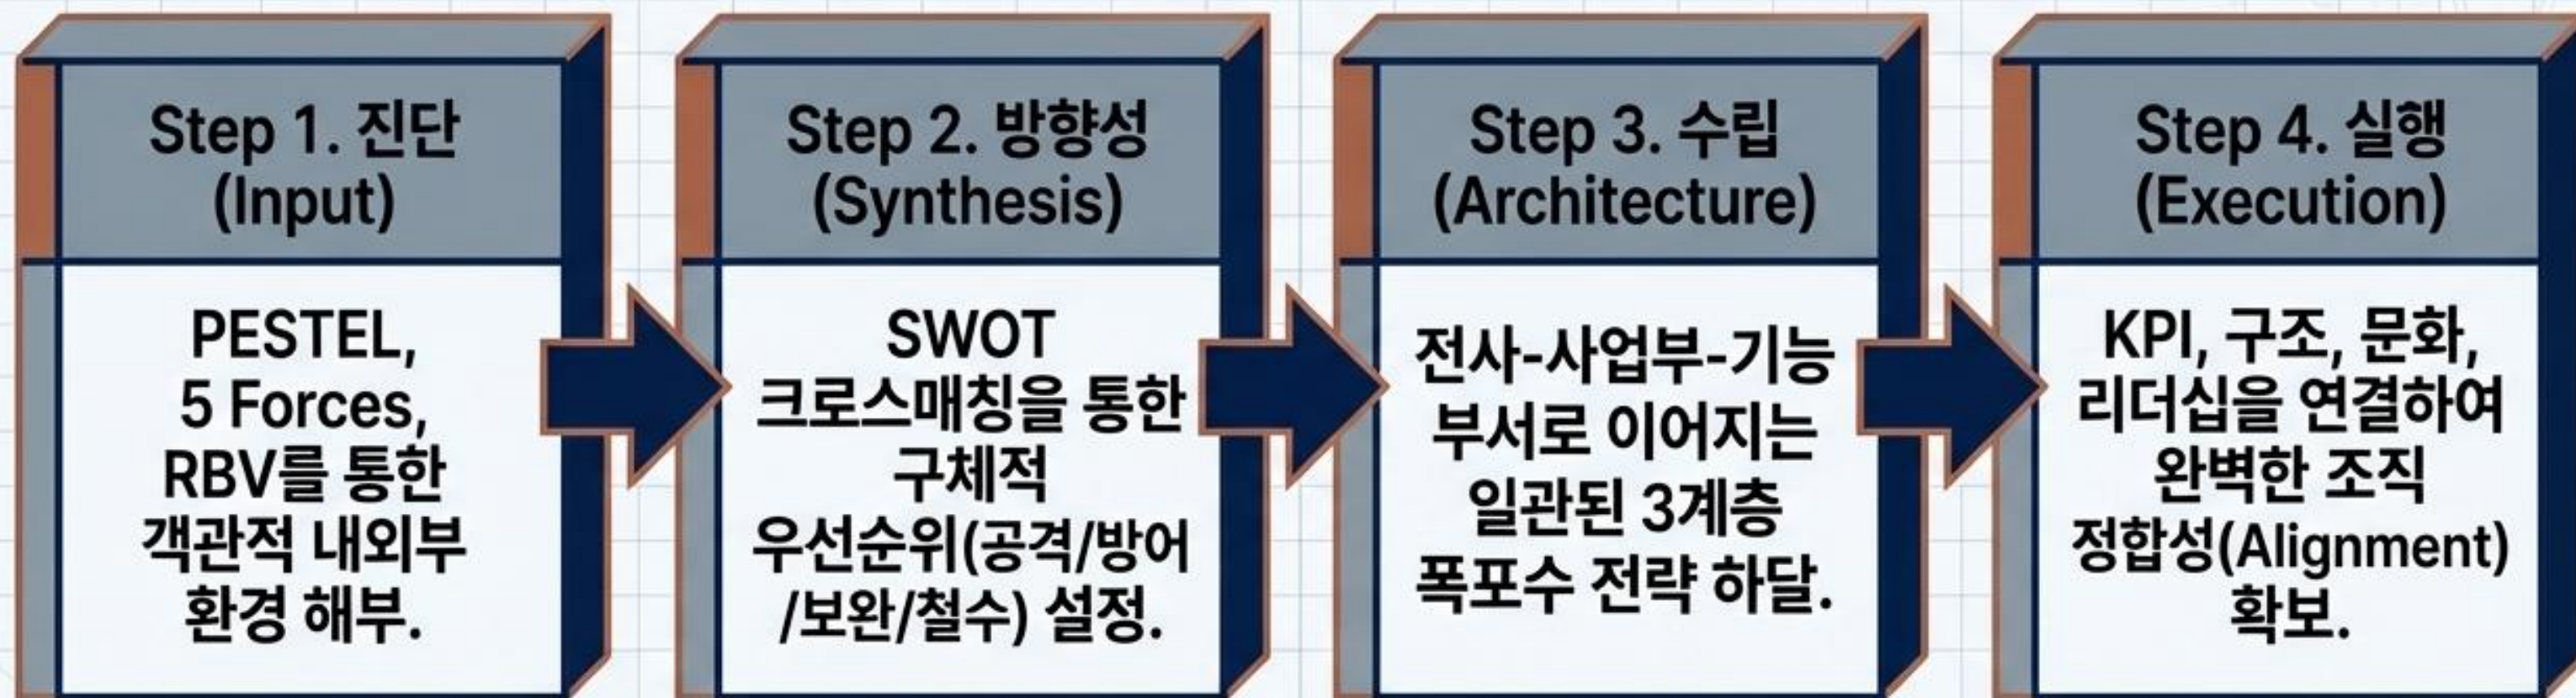 Step 1. 진단
(Input)
PESTEL,
5 Forces,
RBV를 통한
객관적 내외부
환경 해부.
Step 2. 방향성
(Synthesis)
SWOT
크로스매칭을 통한
구체적
우선순위(공격/방어
/보완/철수) 설정.
Step 3. 수립
(Architecture)
전사-사업부-기능
부서로 이어지는
일관된 3계층
폭포수 전략 하달.
Step 4. 실행
(Execution)
KPI, 구조, 문화,
리더십을 연결하여
완벽한 조직
정합성(Alignment)
확보.